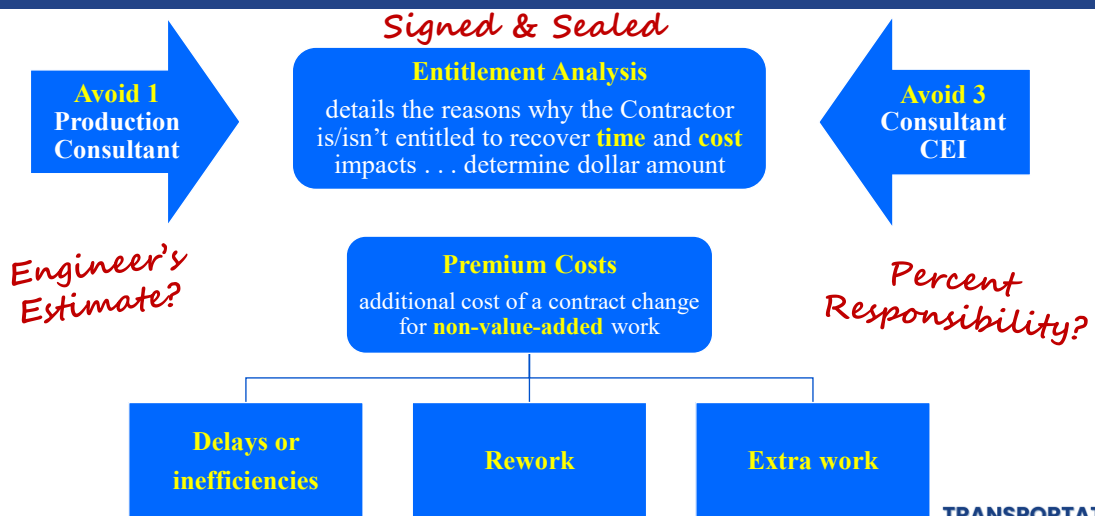 Signed & Sealed
Avoid 1
Production
Consultant
Entitlement Analysis
details the reasons why the Contractor
is/isn't entitled to recover time and cost
impacts . . . determine dollar amount
Avoid 3
Consultant
CEI
Engineer's
Estimate?
Premium Costs
additional cost of a contract change
for non-value-added work
Percent
Responsibility?
Delays or
inefficiencies
Rework
Extra work